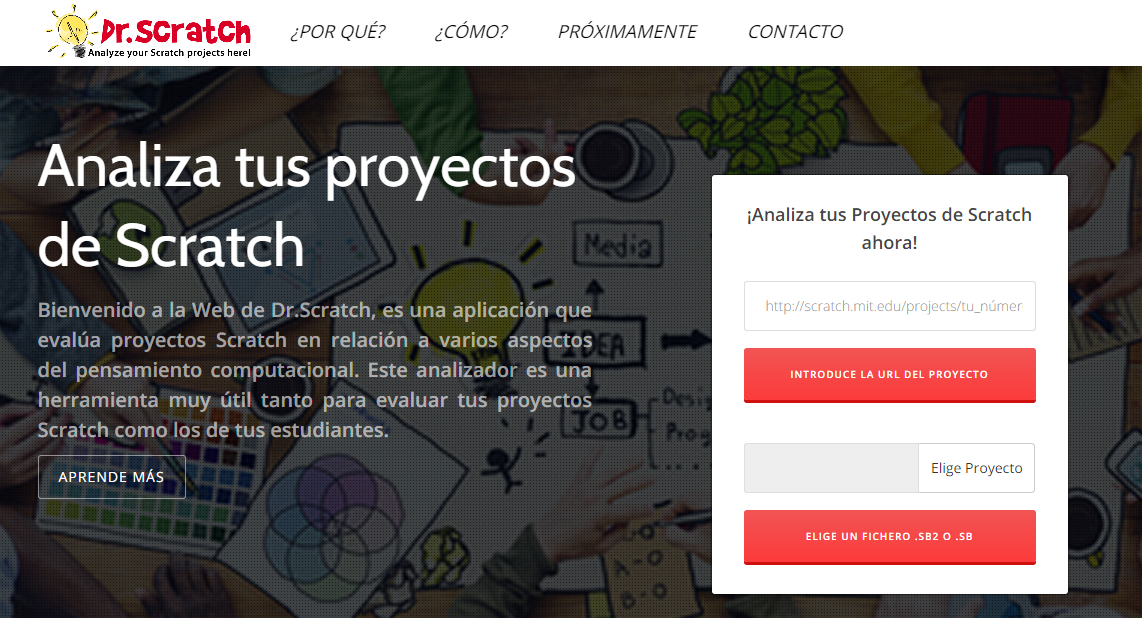 Dr.Scratch
Analyze your Scratch projects here!
¿POR QUÉ?
¿CÓMO?
PRÓXIMAMENTE
CONTACTO
Analiza tus proyectos
de Scratch
Bienvenido a la Web de Dr.Scratch, es una aplicación que
evalúa proyectos Scratch en relación a varios aspectos
del pensamiento computacional. Este analizador es una
herramienta muy útil tanto para evaluar tus proyectos
Scratch como los de tus estudiantes.
APRENDE MÁS
Media
IDEA
JOB
A-O
B-O
¡Analiza tus Proyectos de Scratch
ahora!
http://scratch.mit.edu/projects/tu_númer
INTRODUCE LA URL DEL PROYECTO
Elige Proyecto
ELIGE UN FICHERO .SB2 O .SB